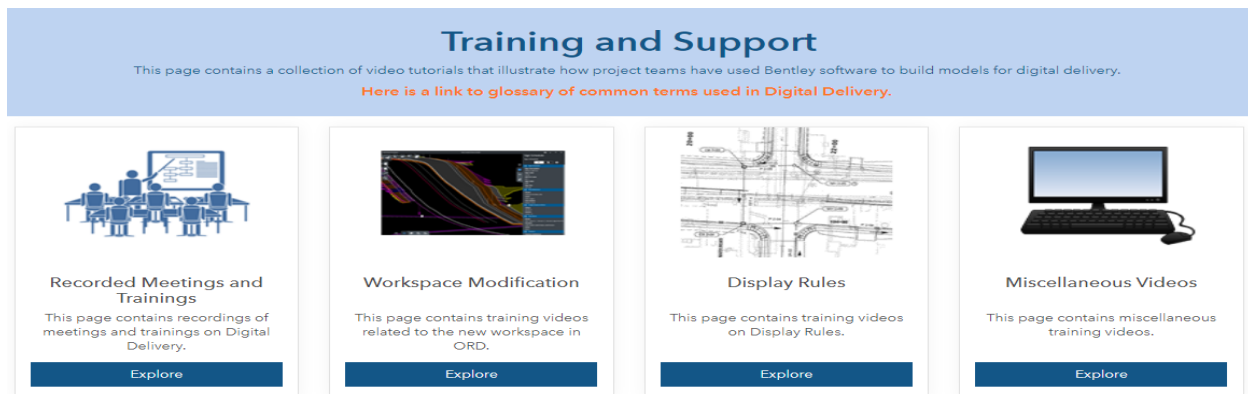 Training and Support
This page contains a collection of video tutorials that illustrate how project teams have used Bentley software to build models for digital delivery.
Here is a link to glossary of common terms used in Digital Delivery.
Recorded Meetings and
Trainings
This page contains recordings of
meetings and trainings on Digital
Delivery.
Explore
Workspace Modification
This page contains training videos
related to the new workspace in
ORD.
Explore
20+00
22+00
Display Rules
This page contains training videos
on Display Rules.
Explore
Miscellaneous Videos
This page contains miscellaneous
training videos.
Explore